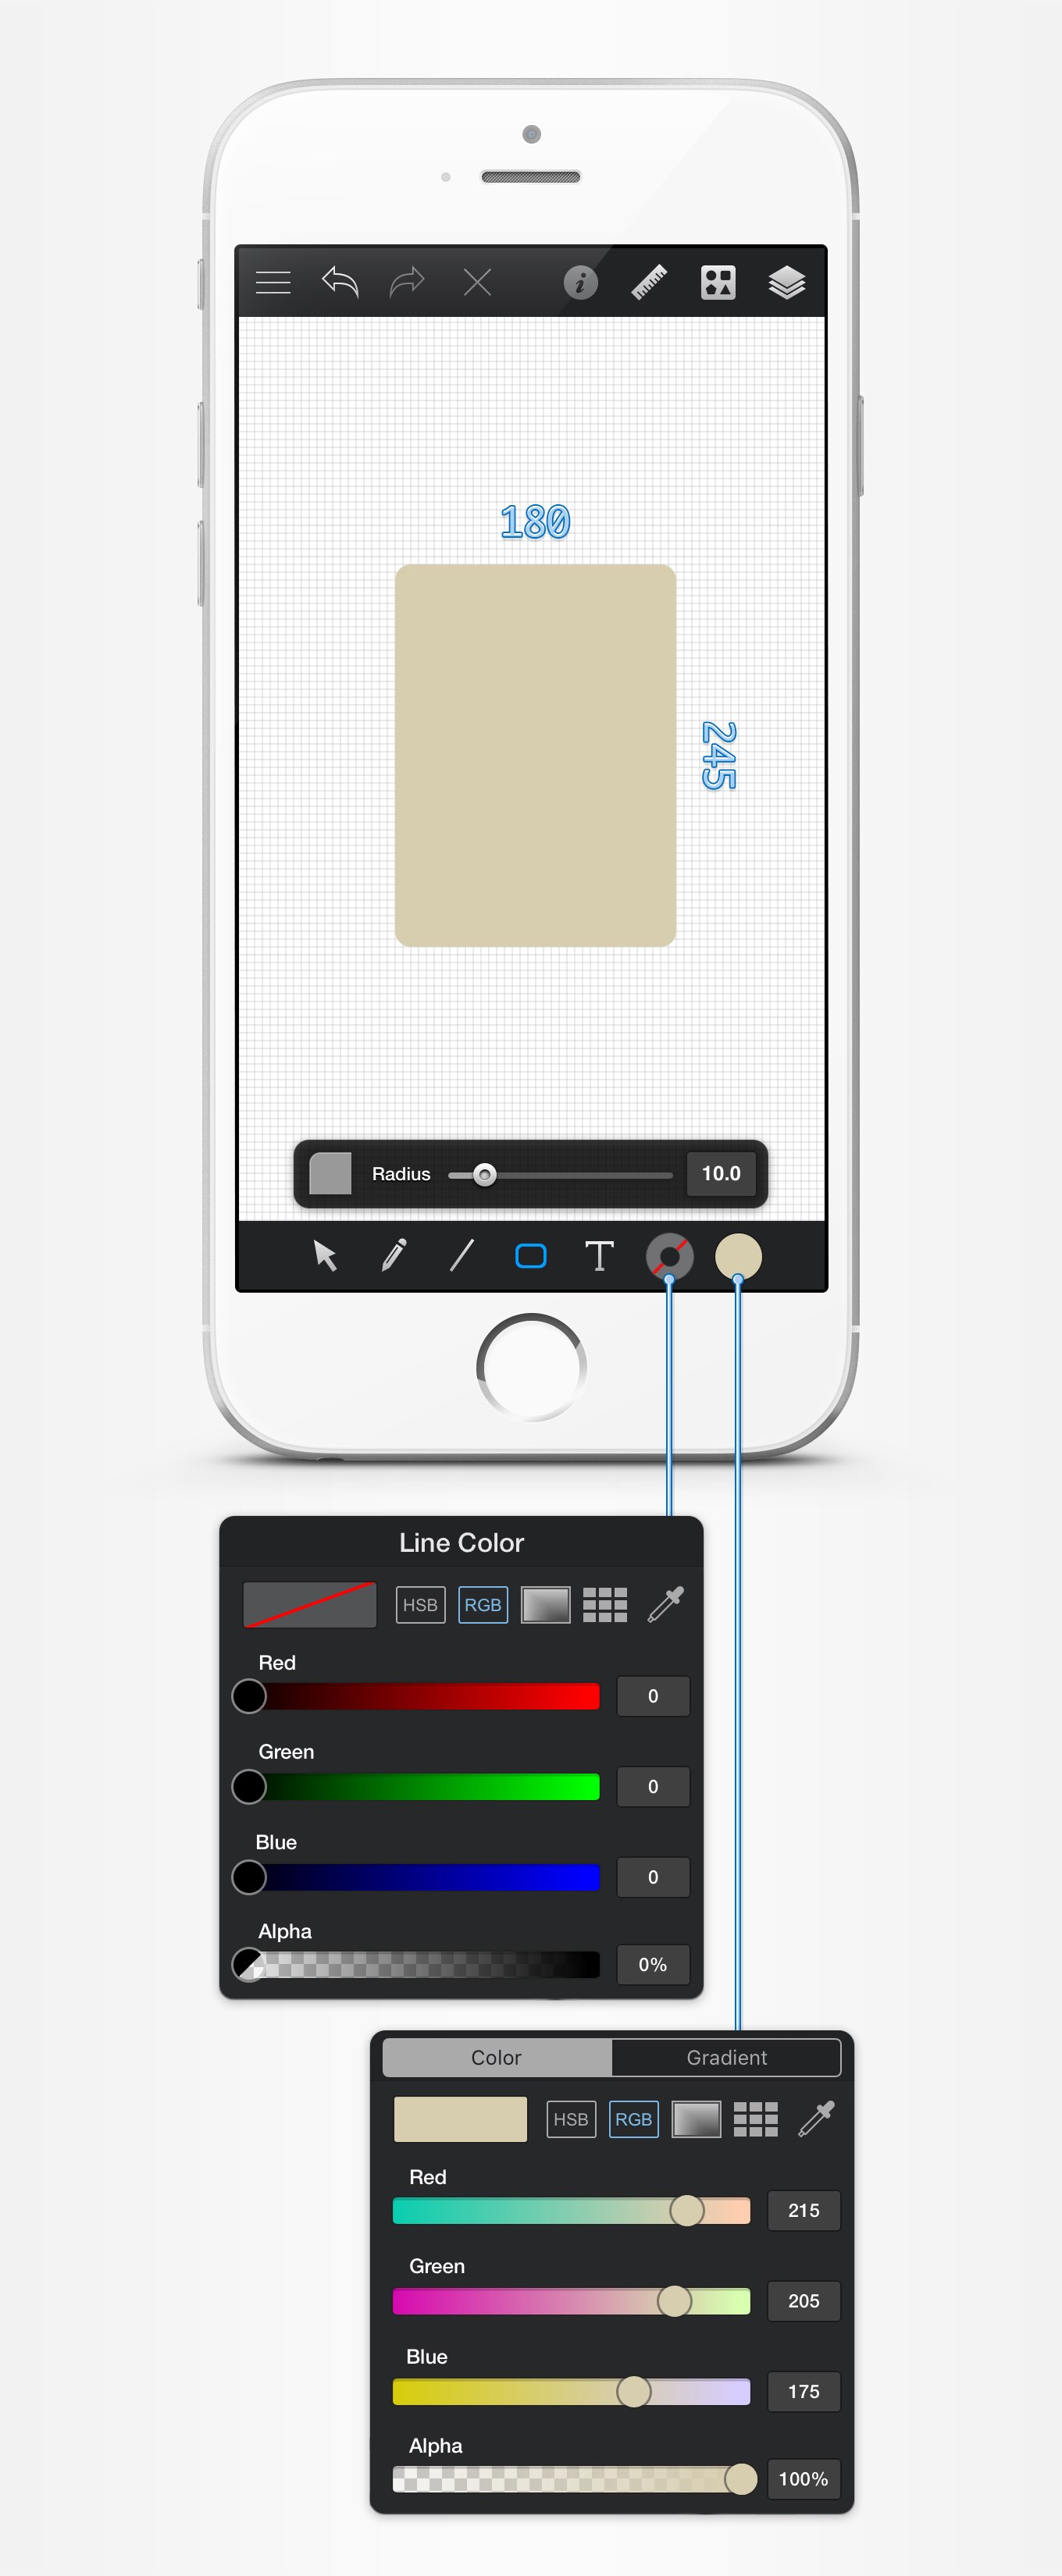 180
245
Radius 10.0
T
Line Color
HSB RGB
Red
0
Green
0
Blue
0
Alpha
0%
Color Gradient
HSB RGB
Red
215
Green
205
Blue
175
Alpha
100%